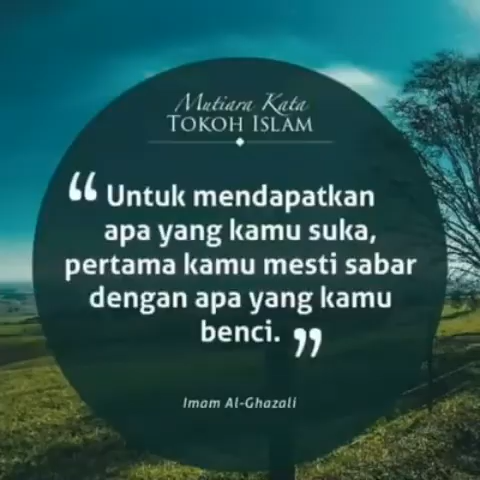 Mutiara Kata
TOKOH ISLAM
“ Untuk mendapatkan
apa yang kamu suka,
pertama kamu mesti sabar
dengan apa yang kamu
benci. ”
Imam Al-Ghazali